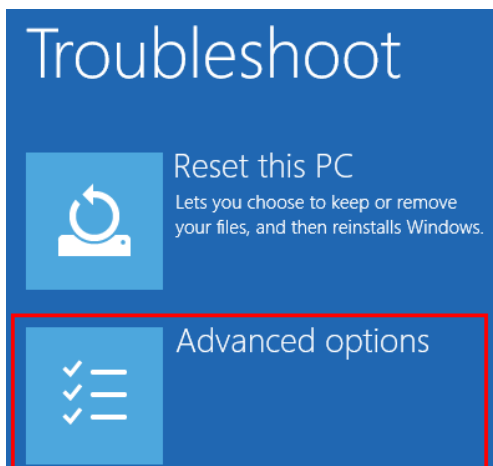 Troubleshoot
Reset this PC
Lets you choose to keep or remove
your files, and then reinstalls Windows.
Advanced options